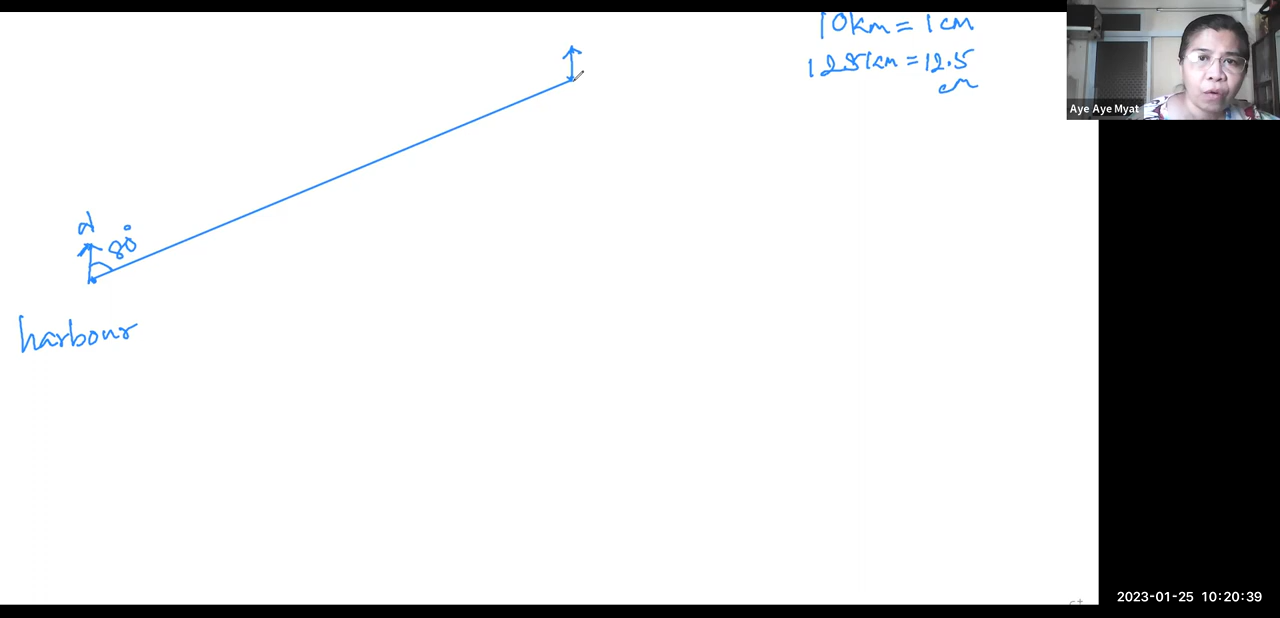 10km = 1cm
125km = 12.5
cm
Aye Aye Myat
N
80°
harbour
2023-01-25 10:20:39